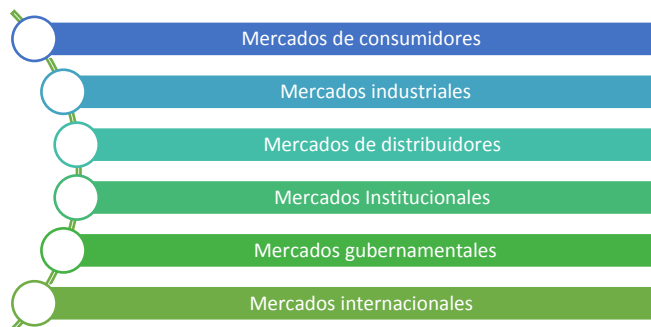 Mercados de consumidores
Mercados industriales
Mercados de distribuidores
Mercados Institucionales
Mercados gubernamentales
Mercados internacionales